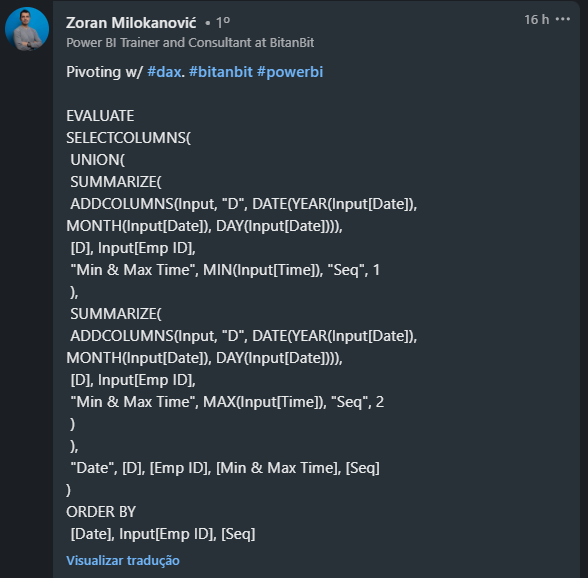 Zoran Milokanović • 1º
16 h •••
Power BI Trainer and Consultant at BitanBit
Pivoting w/ #dax. #bitanbit #powerbi
EVALUATE
SELECTCOLUMNS(
UNION(
SUMMARIZE(
ADDCOLUMNS(Input, "D", DATE(YEAR(Input[Date]),
MONTH(Input[Date]), DAY(Input[Date]))),
[D], Input[Emp ID],
"Min & Max Time", MIN(Input[Time]), "Seq", 1
),
SUMMARIZE(
ADDCOLUMNS(Input, "D", DATE(YEAR(Input[Date]),
MONTH(Input[Date]), DAY(Input[Date]))),
[D], Input[Emp ID],
"Min & Max Time", MAX(Input[Time]), "Seq", 2
)
),
"Date", [D], [Emp ID], [Min & Max Time], [Seq]
)
ORDER BY
[Date], Input[Emp ID], [Seq]
Visualizar tradução